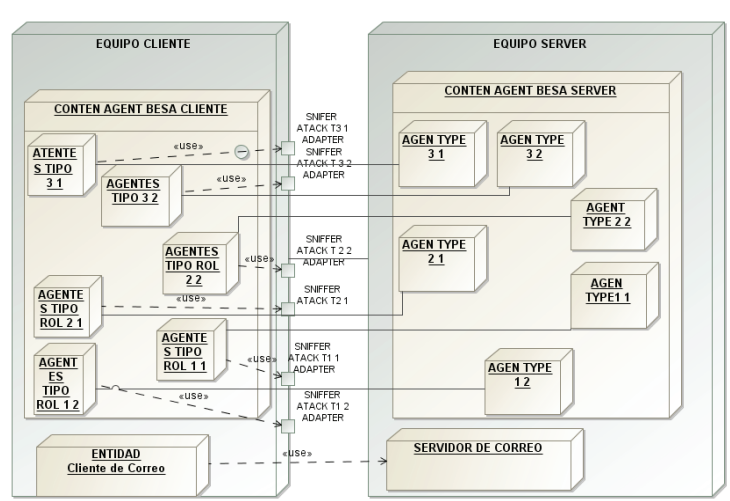 EQUIPO CLIENTE
EQUIPO SERVER
CONTEN AGENT BESA CLIENTE
CONTEN AGENT BESA SERVER
ATENTE
S TIPO
3 1
«use»
SNIFER
ATACK T3 1
ADAPTER
AGEN TYPE
3 1
AGEN TYPE
3 2
AGENTES
TIPO 3 2
«use»
SNIFFER
ATACK T 3 2
ADAPTER
AGENT
TYPE 2 2
AGENTES
TIPO ROL
2 2
«use»
SNIFFER
ATACK T 2 2
ADAPTER
AGEN TYPE
2 1
AGENTE
S TIPO
ROL 2 1
«use»
SNIFFER
ATACK T2 1
AGEN
TYPE1 1
AGENTE
S TIPO
ROL 1 1
«use»
SNIFFER
ATACK T1 1
ADAPTER
AGENT
ES
TIPO
ROL 1 2
«use»
SNIFFER
ATACK T1 2
ADAPTER
AGEN TYPE
1 2
ENTIDAD
Cliente de Correo
«use»
SERVIDOR DE CORREO